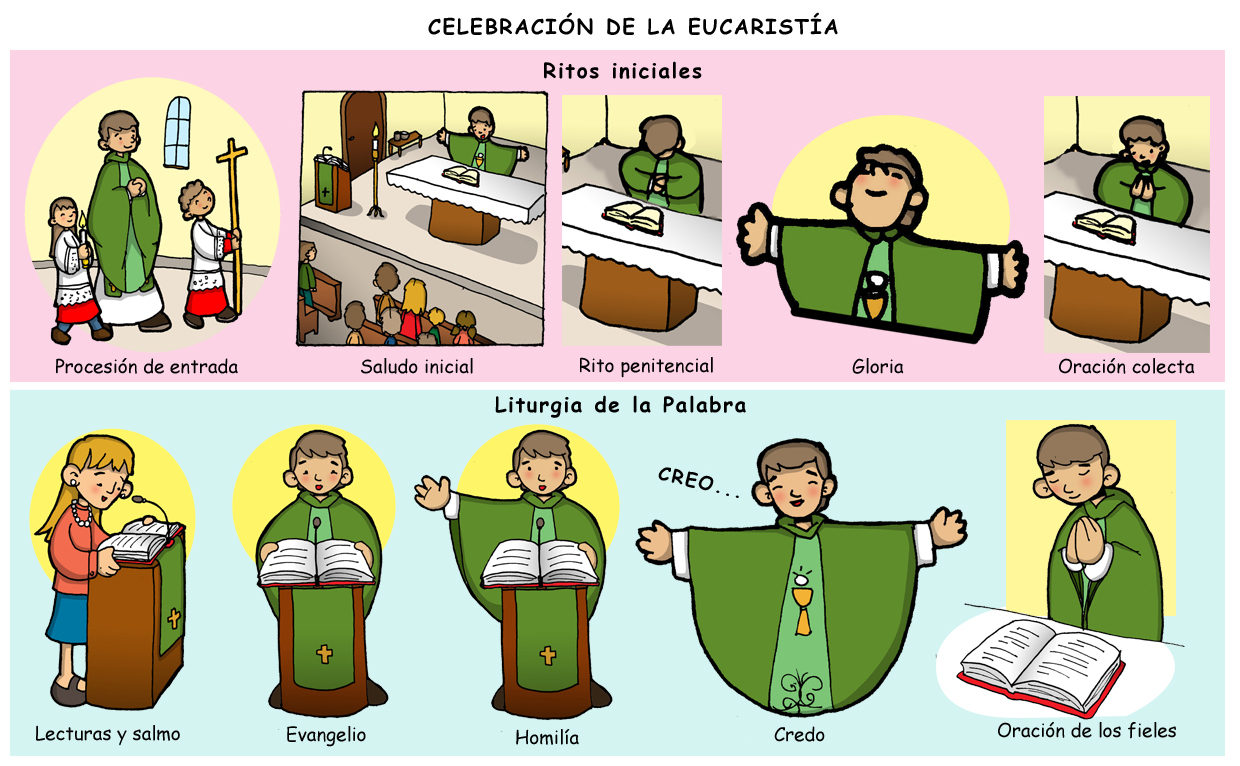 CELEBRACIÓN DE LA EUCARISTÍA
Ritos iniciales
Procesión de entrada
Saludo inicial
Rito penitencial
Gloria
Oración colecta
Liturgia de la Palabra
CREO...
Lecturas y salmo
Evangelio
Homilía
Credo
Oración de los fieles